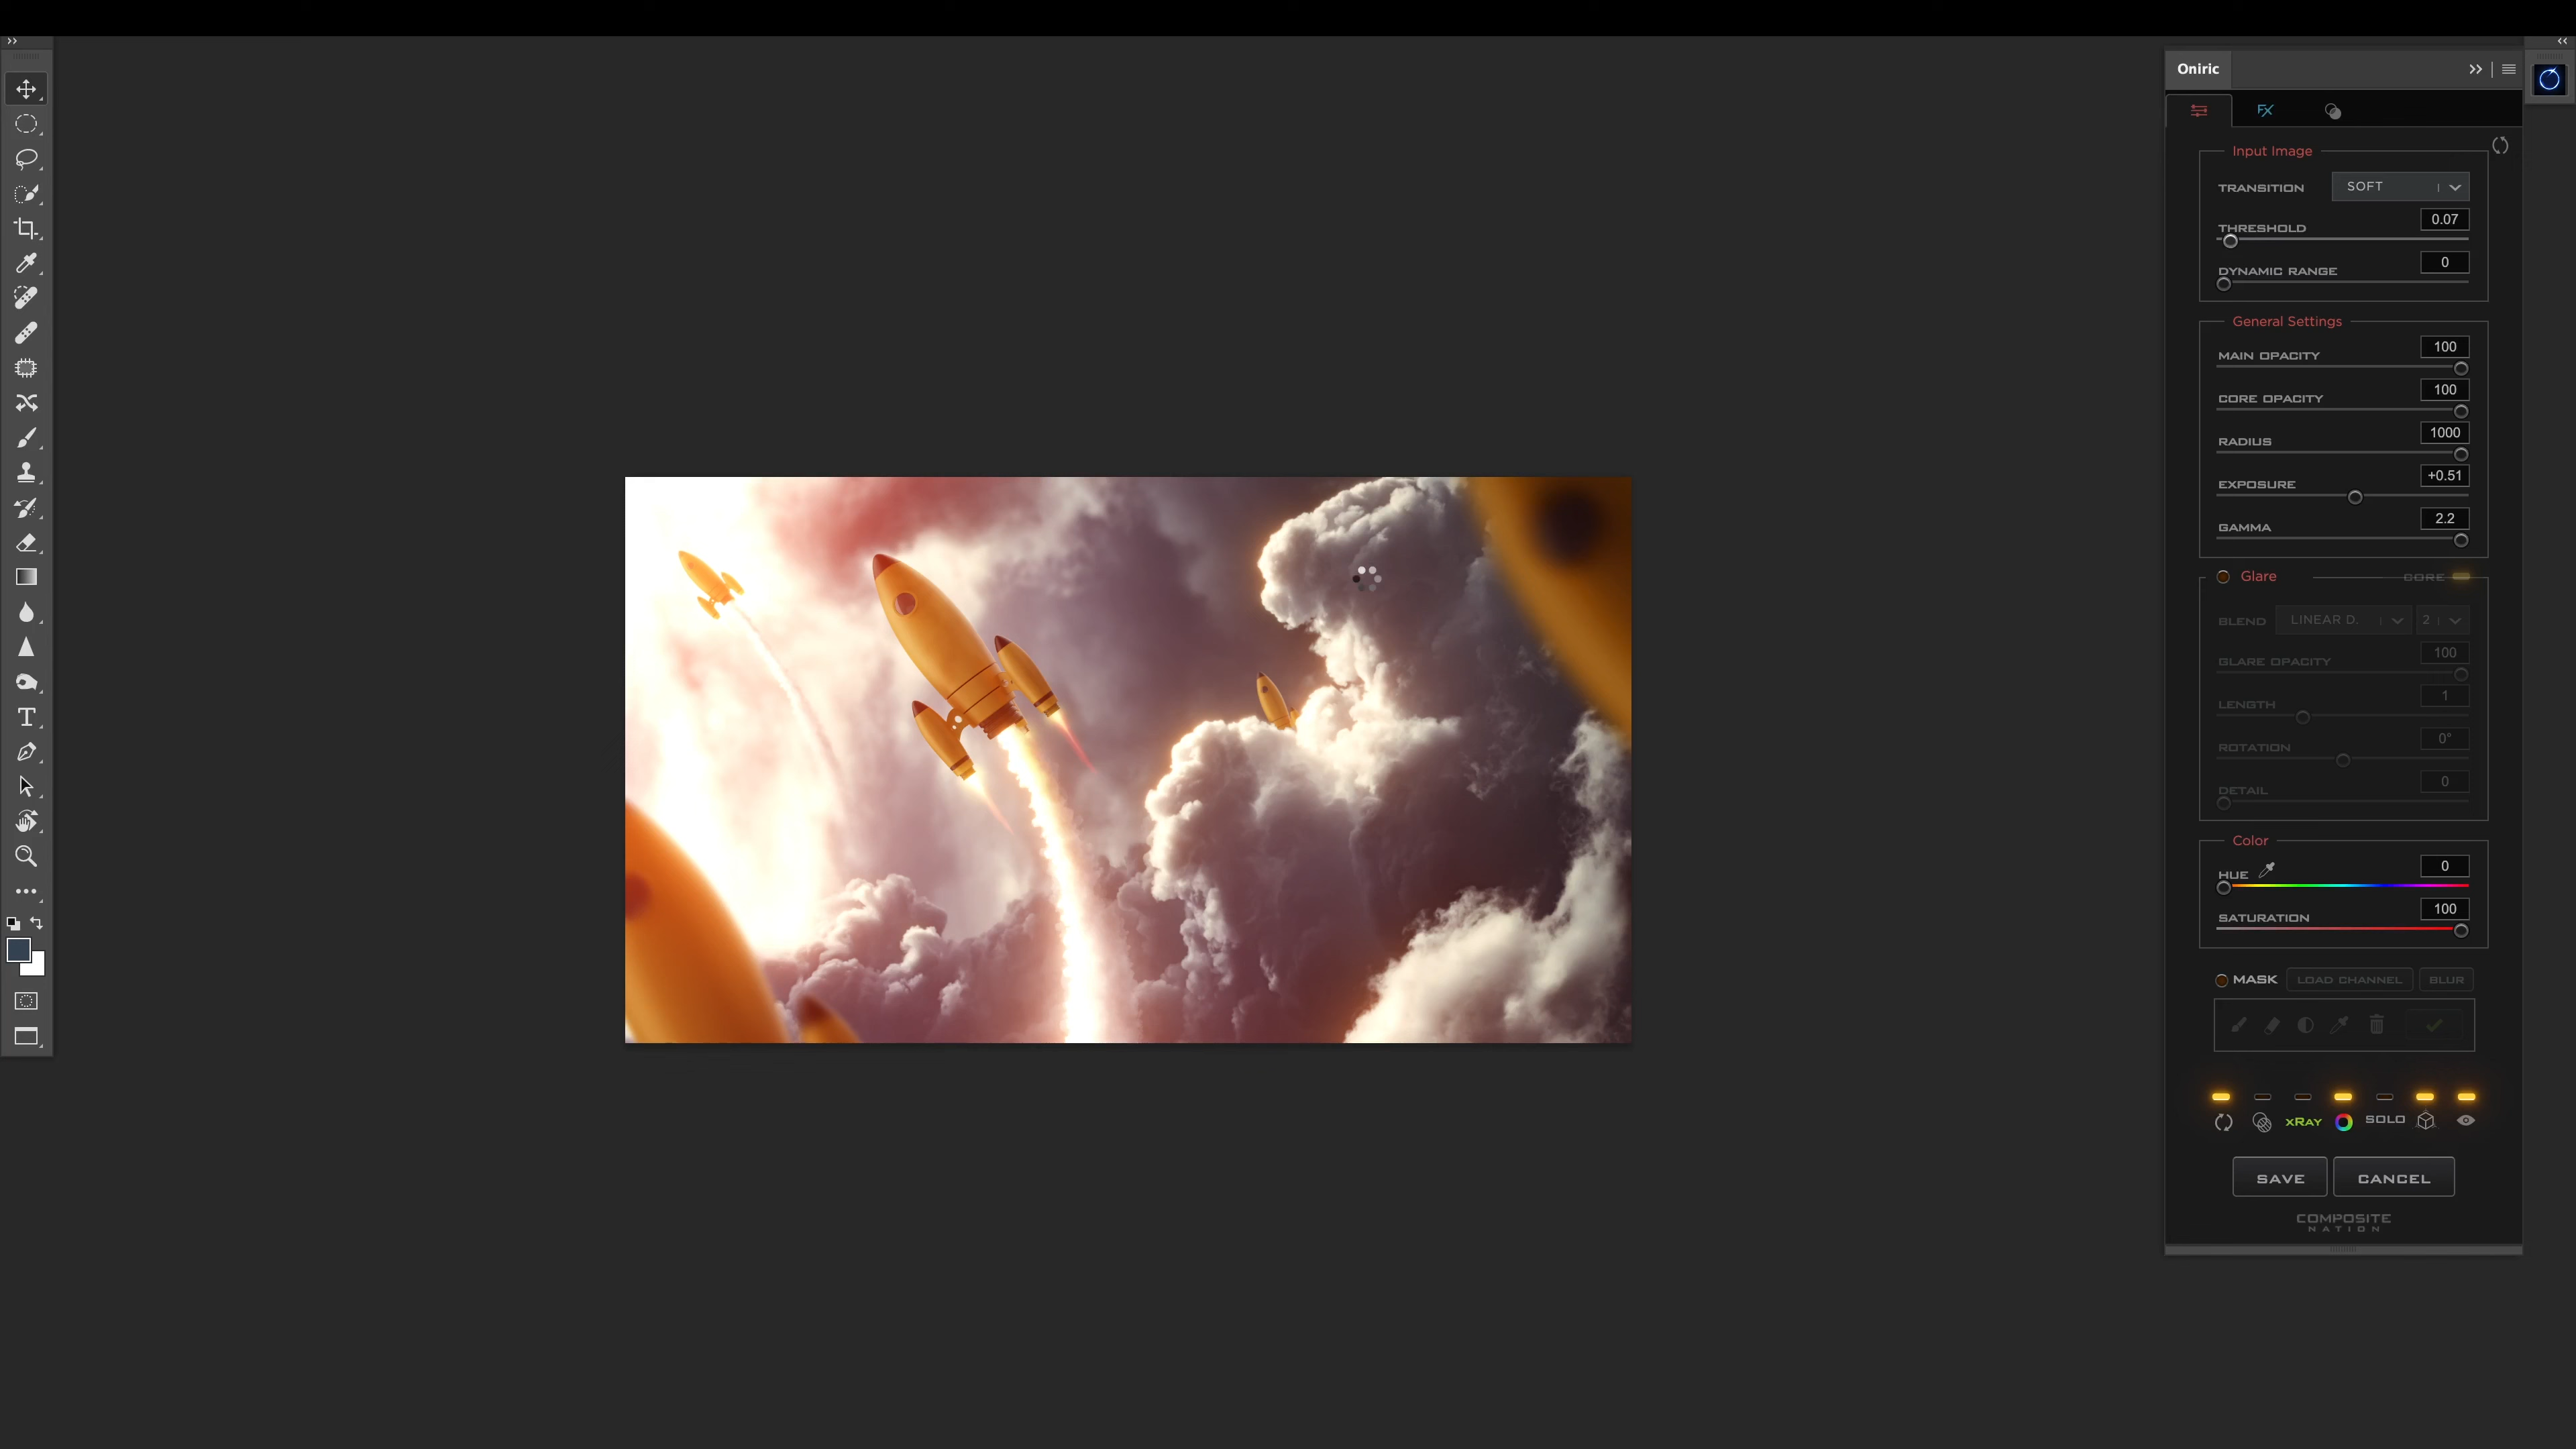 Oniric
FX
Input Image
TRANSITION SOFT
THRESHOLD 0.07
DYNAMIC RANGE 0
General Settings
MAIN OPACITY 100
CORE OPACITY 100
RADIUS 1000
EXPOSURE +0.51
GAMMA 2.2
Glare CORE
BLEND LINEAR D. 2
GLARE OPACITY 100
LENGTH 1
ROTATION 0°
DETAIL 0
Color
HUE 0
SATURATION 100
MASK LOAD CHANNEL BLUR
xRAY SOLO
SAVE CANCEL
COMPOSITE
NATION